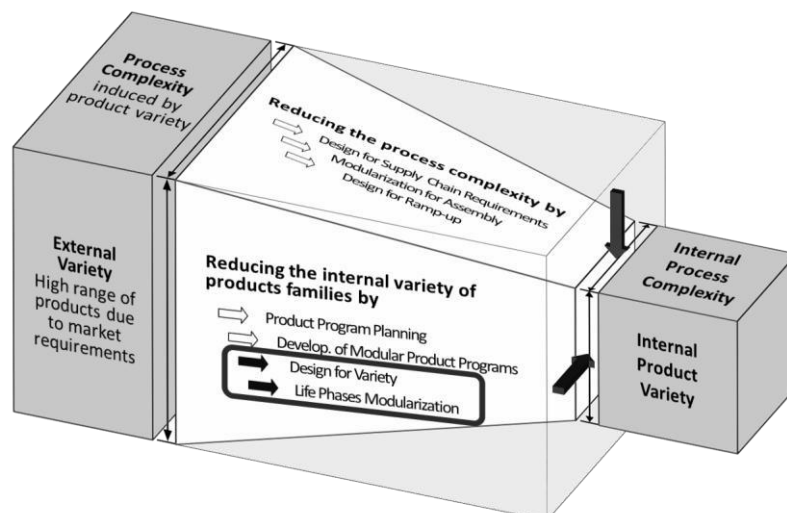 Process
Complexity
induced by
product variety
Reducing the process complexity by
Design for Supply Chain Requirements
Modularization for Assembly
Design for Ramp-up
External
Variety
High range of
products due
to market
requirements
Reducing the internal variety of
products families by
Product Program Planning
Develop. of Modular Product Programs
Design for Variety
Life Phases Modularization
Internal
Process
Complexity
Internal
Product
Variety